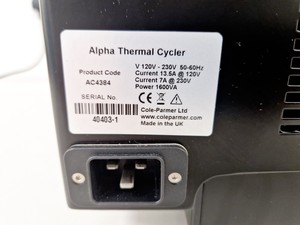 Alpha Thermal Cycler
Product Code
AC4384
SERIAL No.
40403-1
V 120V - 230V 50-60Hz
Current 13.5A @ 120V
Current 7A @ 230V
Power 1600VA
CE
Cole-Parmer Ltd
www.coleparmer.com
Made in the UK